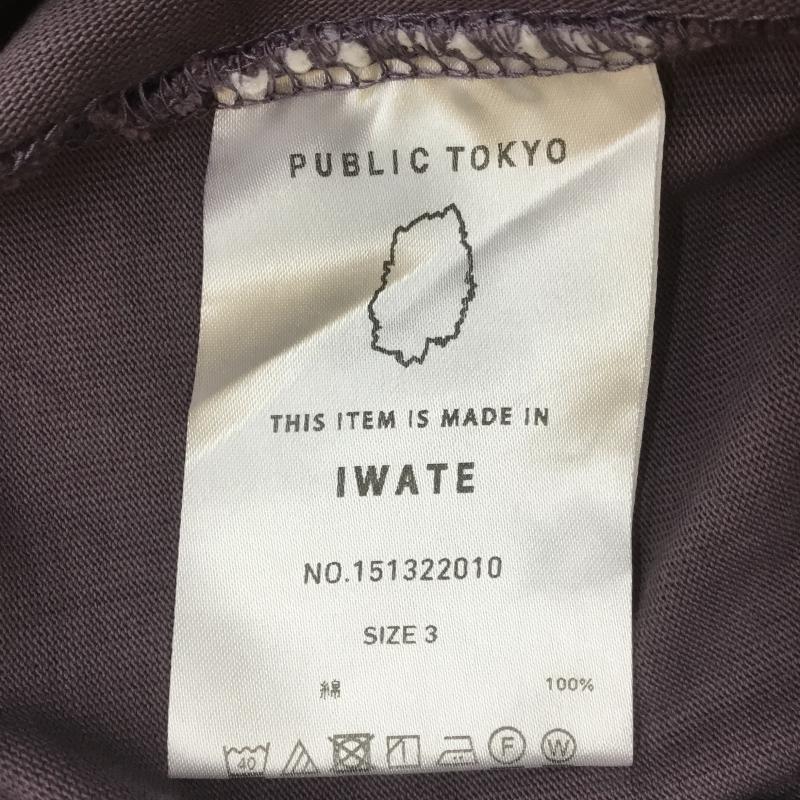 PUBLIC TOKYO
THIS ITEM IS MADE IN
IWATE
NO.151322010
SIZE 3
綿 100%
40 F W